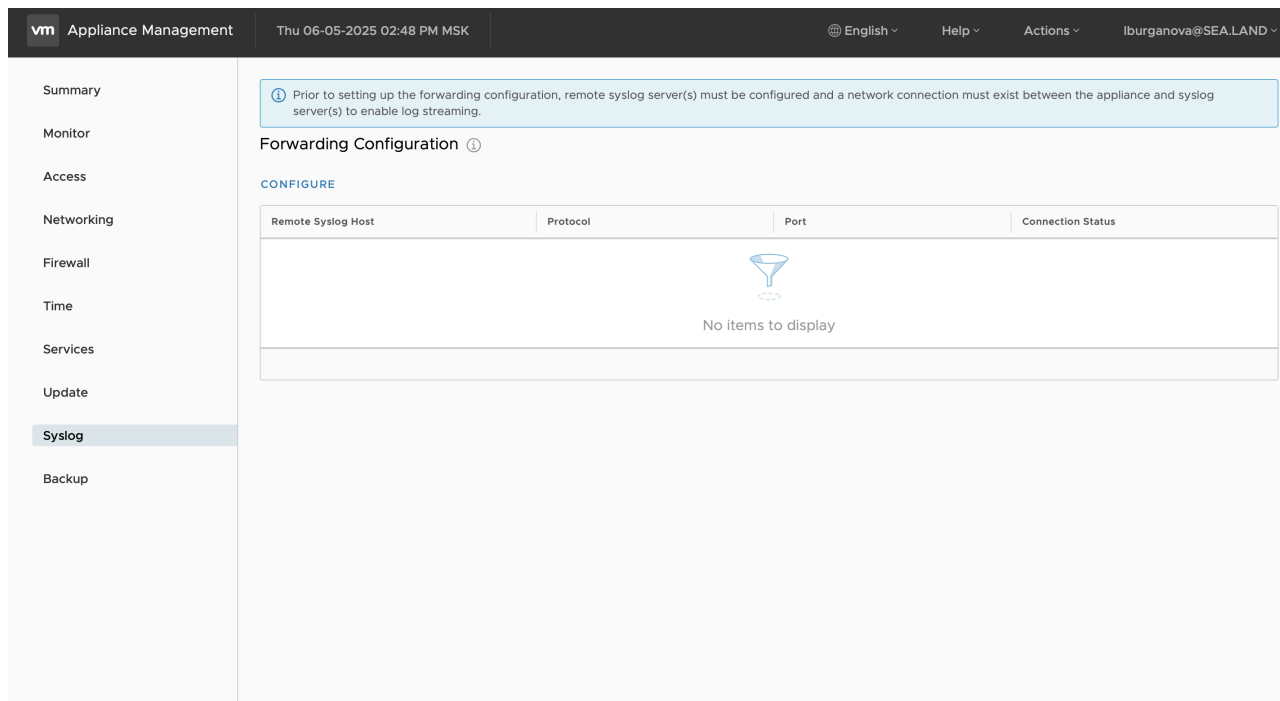 vm Appliance Management Thu 06-05-2025 02:48 PM MSK English Help Actions lburganova@SEA.LAND
Summary
Monitor
Access
Networking
Firewall
Time
Services
Update
Syslog
Backup
Prior to setting up the forwarding configuration, remote syslog server(s) must be configured and a network connection must exist between the appliance and syslog
server(s) to enable log streaming.
Forwarding Configuration
CONFIGURE
Remote Syslog Host Protocol Port Connection Status
No items to display